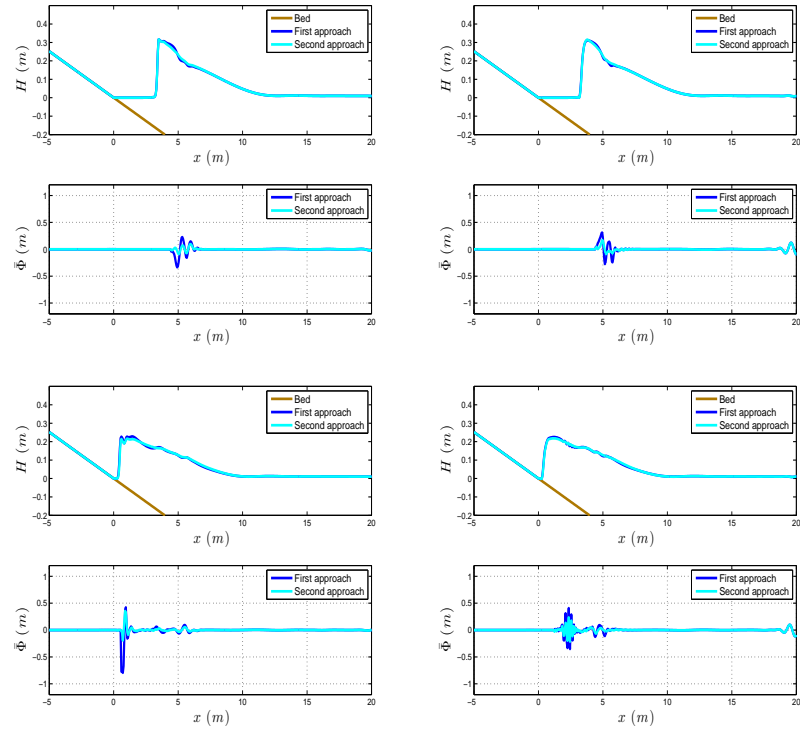 H (m)
0.4
0.3
0.2
0.1
0
−0.1
−0.2
Bed
First approach
Second approach
−5 0 5 10 15 20
x (m)
H (m)
0.4
0.3
0.2
0.1
0
−0.1
−0.2
Bed
First approach
Second approach
−5 0 5 10 15 20
x (m)
Φ̄ (m)
1
0.5
0
−0.5
−1
First approach
Second approach
−5 0 5 10 15 20
x (m)
Φ̄ (m)
1
0.5
0
−0.5
−1
First approach
Second approach
−5 0 5 10 15 20
x (m)
H (m)
0.4
0.3
0.2
0.1
0
−0.1
−0.2
Bed
First approach
Second approach
−5 0 5 10 15 20
x (m)
H (m)
0.4
0.3
0.2
0.1
0
−0.1
−0.2
Bed
First approach
Second approach
−5 0 5 10 15 20
x (m)
Φ̄ (m)
1
0.5
0
−0.5
−1
First approach
Second approach
−5 0 5 10 15 20
x (m)
Φ̄ (m)
1
0.5
0
−0.5
−1
First approach
Second approach
−5 0 5 10 15 20
x (m)